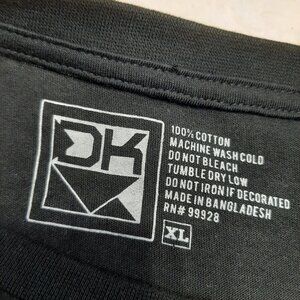 DK
100% COTTON
MACHINE WASH COLD
DO NOT BLEACH
TUMBLE DRY LOW
DO NOT IRON IF DECORATED
MADE IN BANGLADESH
RN# 99928
XL